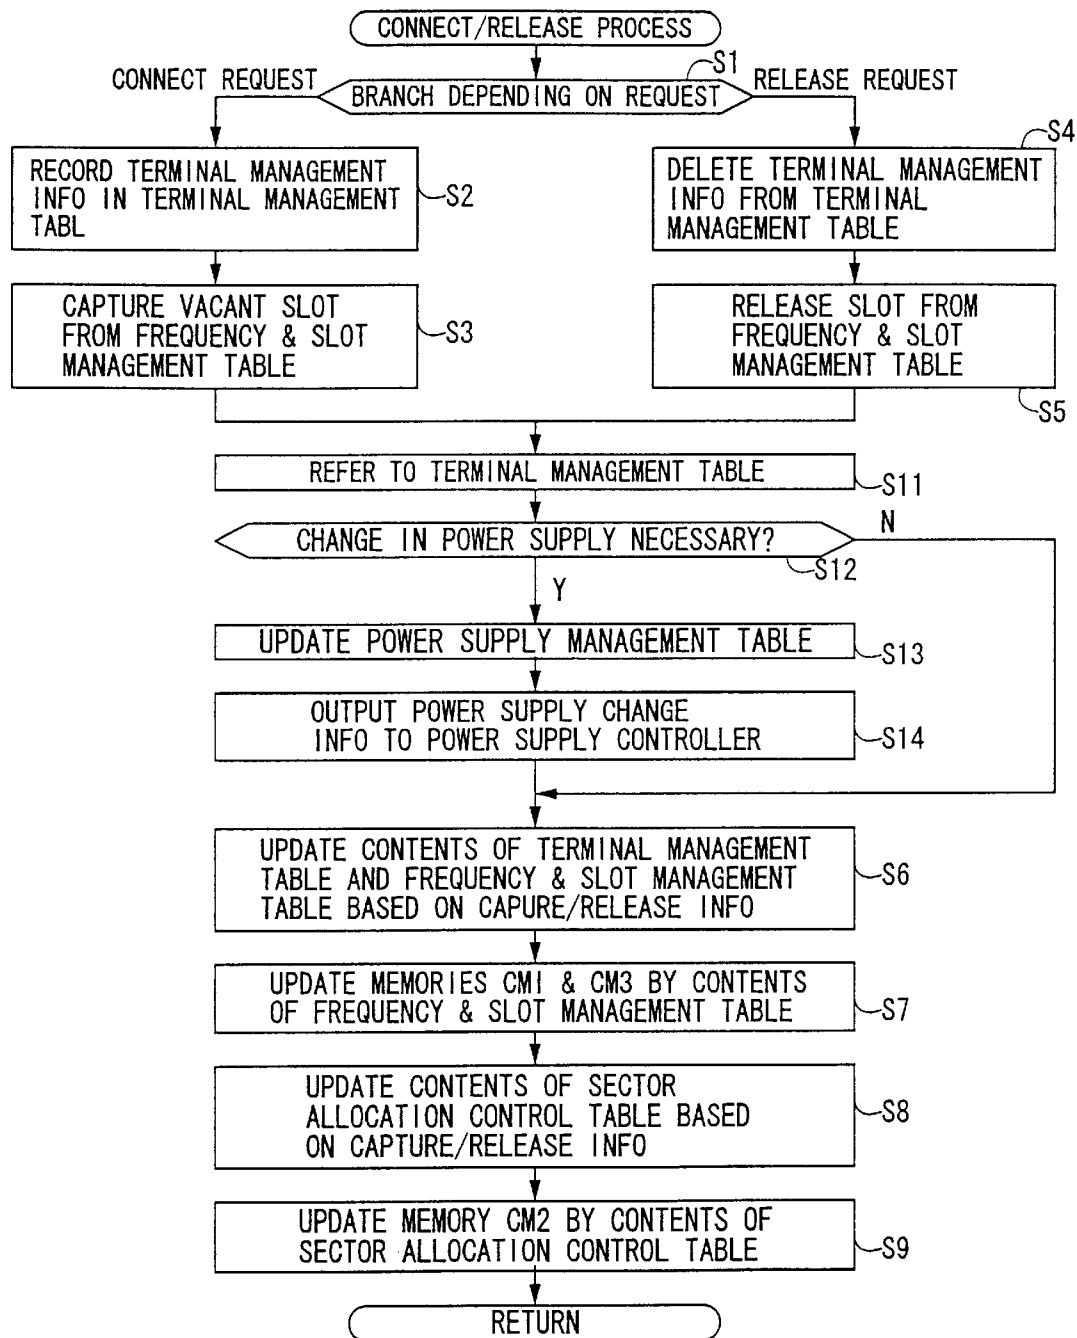 CONNECT/RELEASE PROCESS
S1
CONNECT REQUEST
RELEASE REQUEST
BRANCH DEPENDING ON REQUEST
S4
RECORD TERMINAL MANAGEMENT
INFO IN TERMINAL MANAGEMENT
TABL
S2
DELETE TERMINAL MANAGEMENT
INFO FROM TERMINAL
MANAGEMENT TABLE
CAPTURE VACANT SLOT
FROM FREQUENCY & SLOT
MANAGEMENT TABLE
S3
RELEASE SLOT FROM
FREQUENCY & SLOT
MANAGEMENT TABLE
S5
REFER TO TERMINAL MANAGEMENT TABLE
S11
N
CHANGE IN POWER SUPPLY NECESSARY?
S12
Y
UPDATE POWER SUPPLY MANAGEMENT TABLE
S13
OUTPUT POWER SUPPLY CHANGE
INFO TO POWER SUPPLY CONTROLLER
S14
UPDATE CONTENTS OF TERMINAL MANAGEMENT
TABLE AND FREQUENCY & SLOT MANAGEMENT
TABLE BASED ON CAPURE/RELEASE INFO
S6
UPDATE MEMORIES CM1 & CM3 BY CONTENTS
OF FREQUENCY & SLOT MANAGEMENT TABLE
S7
UPDATE CONTENTS OF SECTOR
ALLOCATION CONTROL TABLE BASED
ON CAPTURE/RELEASE INFO
S8
UPDATE MEMORY CM2 BY CONTENTS OF
SECTOR ALLOCATION CONTROL TABLE
S9
RETURN